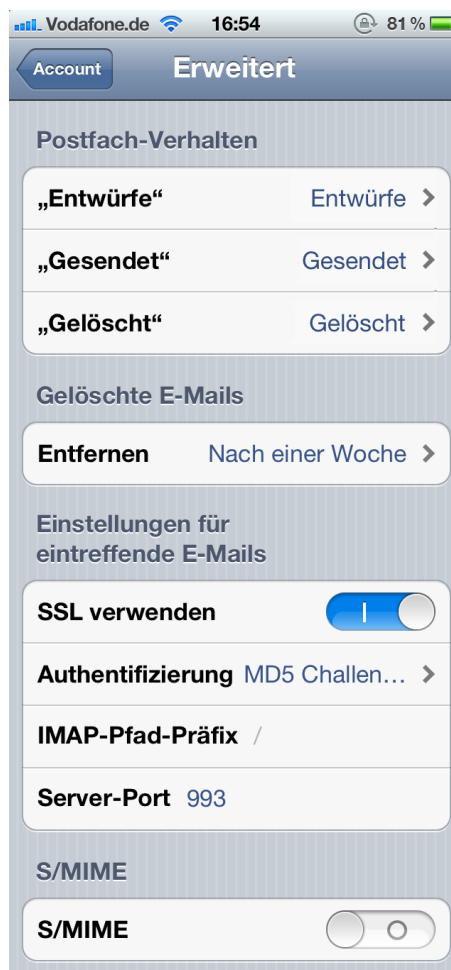 Vodafone.de 16:54 81 %
Account Erweitert
Postfach-Verhalten
„Entwürfe“ Entwürfe
„Gesendet“ Gesendet
„Gelöscht“ Gelöscht
Gelöschte E-Mails
Entfernen Nach einer Woche
Einstellungen für
eintreffende E-Mails
SSL verwenden
Authentifizierung MD5 Challen...
IMAP-Pfad-Präfix /
Server-Port 993
S/MIME
S/MIME